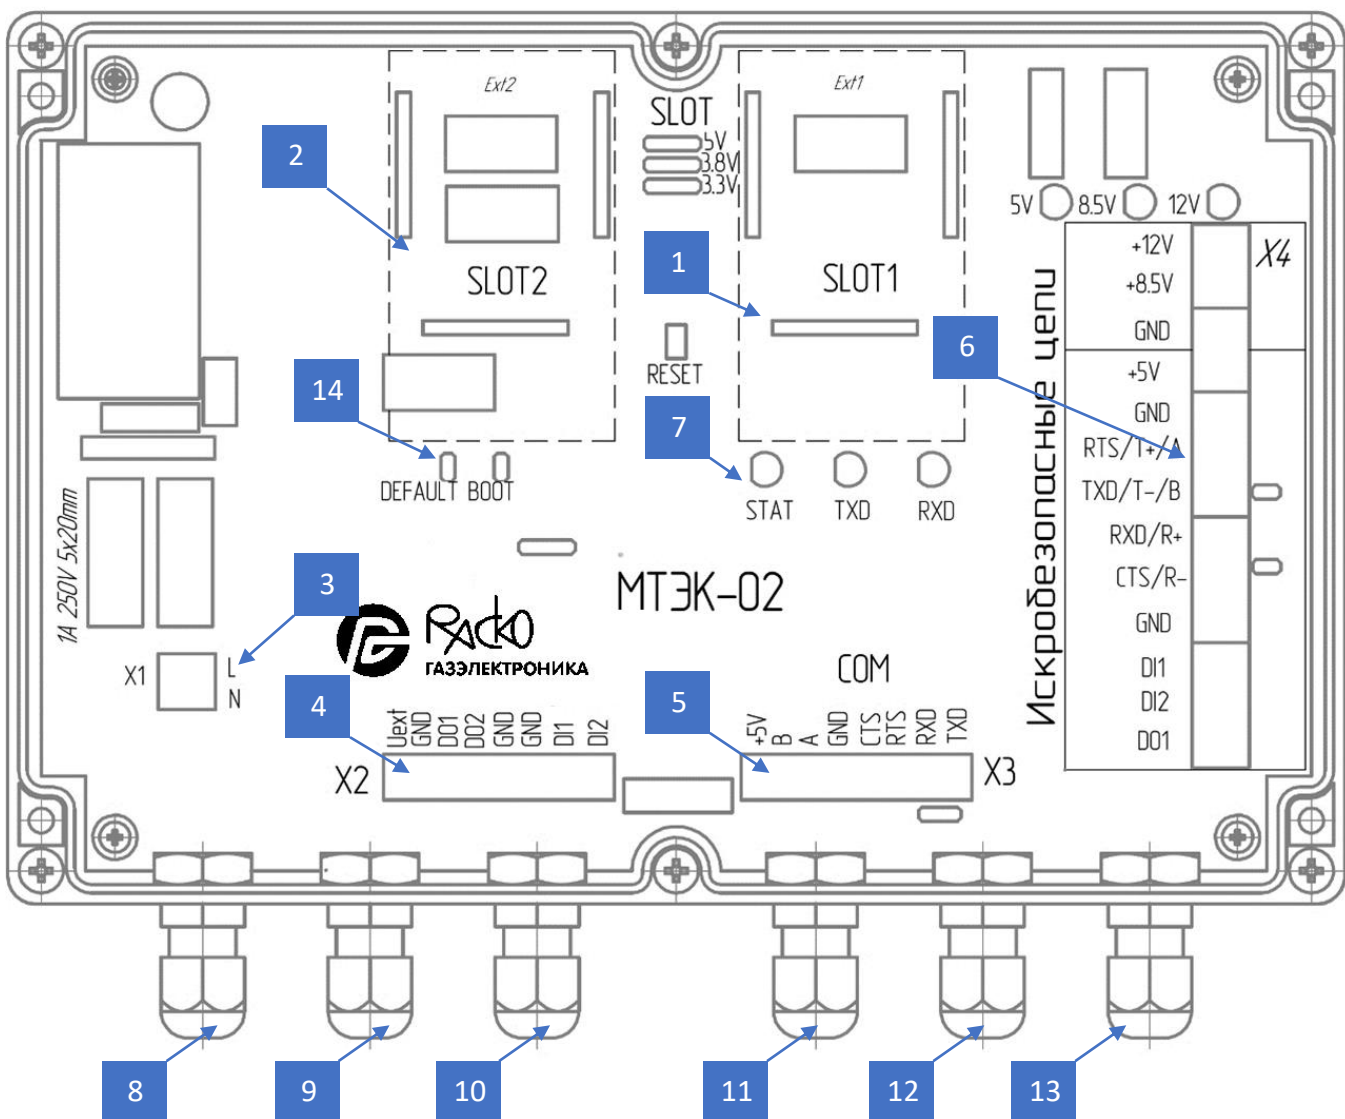 Ext2
SLOT
5V
3.8V
3.3V
Ext1
2
SLOT2
1
SLOT1
5V
8.5V
12V
X4
+12V
+8.5V
GND
+5V
GND
RTS/T+/A
TXD/T-/B
RXD/R+
CTS/R-
GND
DI1
DI2
DO1
Искробезопасные цепи
6
RESET
14
7
DEFAULT BOOT
STAT
TXD
RXD
1A 250V 5x20mm
3
МТЭК-02
РАСКО
ГАЗЭЛЕКТРОНИКА
X1
L
N
4
5
COM
Uext
GND
DO1
DO2
GND
GND
DI1
DI2
+5V
B
A
GND
CTS
RTS
RXD
TXD
X2
X3
8
9
10
11
12
13